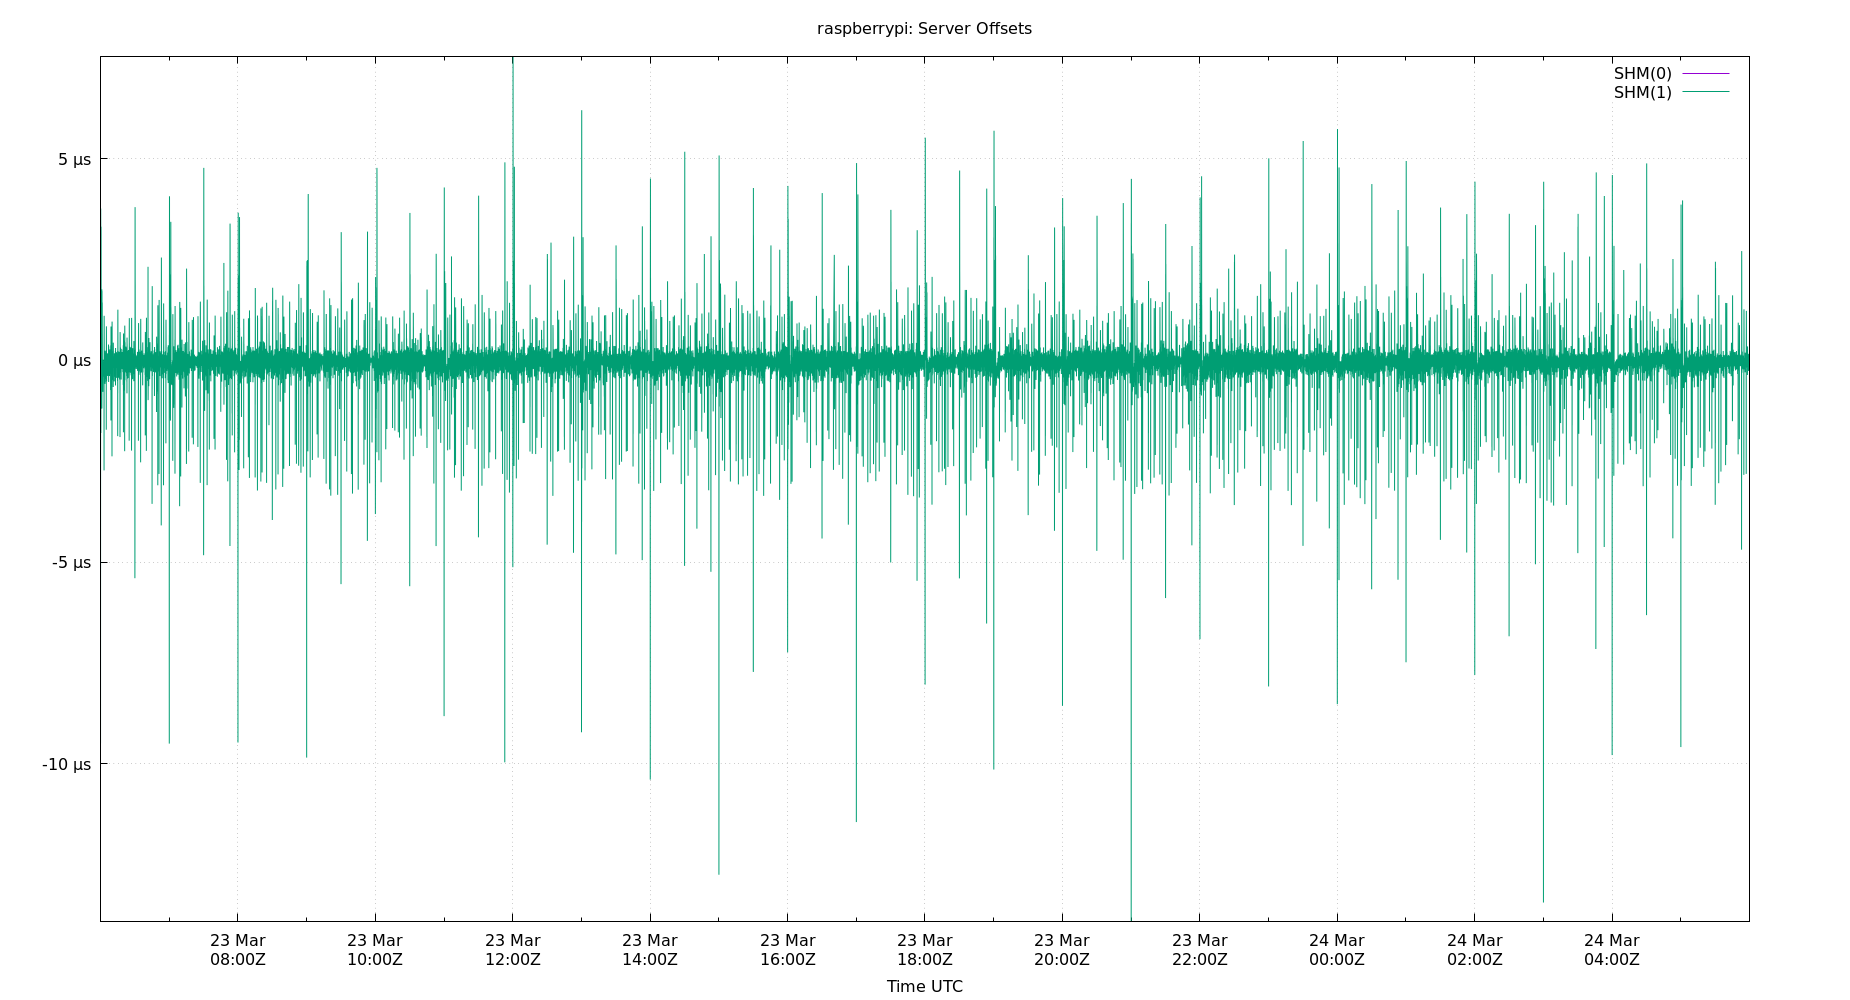 raspberrypi: Server Offsets
SHM(0)
SHM(1)
5 µs
0 µs
-5 µs
-10 µs
23 Mar 23 Mar 23 Mar 23 Mar 23 Mar 23 Mar 23 Mar 23 Mar 24 Mar 24 Mar 24 Mar
08:00Z 10:00Z 12:00Z 14:00Z 16:00Z 18:00Z 20:00Z 22:00Z 00:00Z 02:00Z 04:00Z
Time UTC